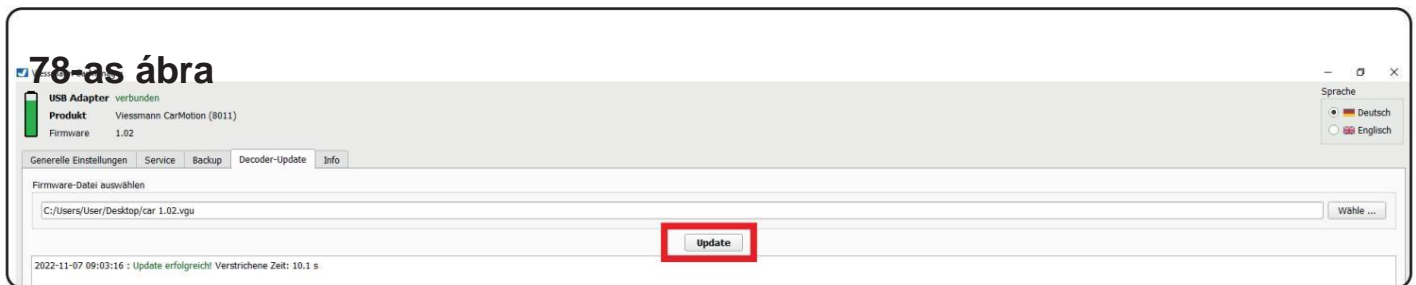 78-as ábra
USB Adapter verbunden
Produkt Viessmann CarMotion (8011)
Firmware 1.02
Sprache
Deutsch
Englisch
Generelle Einstellungen Service Backup Decoder-Update Info
Firmware-Datei auswählen
C:/Users/User/Desktop/car 1.02.vgu Wähle ...
Update
2022-11-07 09:03:16 : Update erfolgreich! Verstrichene Zeit: 10.1 s